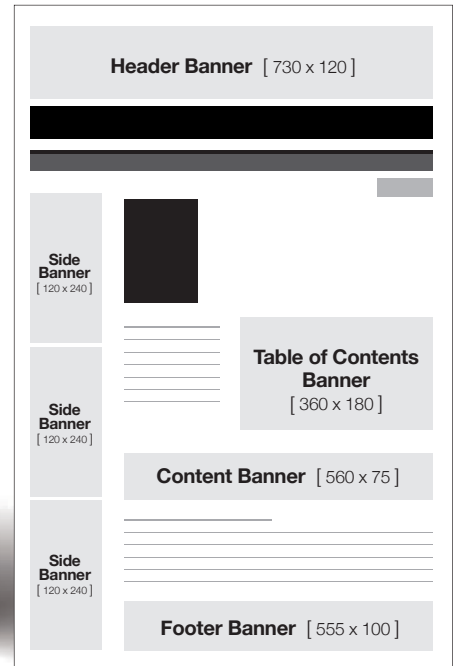 Header Banner [ 730 x 120 ]
Side
Banner
[ 120 x 240 ]
Table of Contents
Banner
[ 360 x 180 ]
Side
Banner
[ 120 x 240 ]
Content Banner [ 560 x 75 ]
Side
Banner
[ 120 x 240 ]
Footer Banner [ 555 x 100 ]